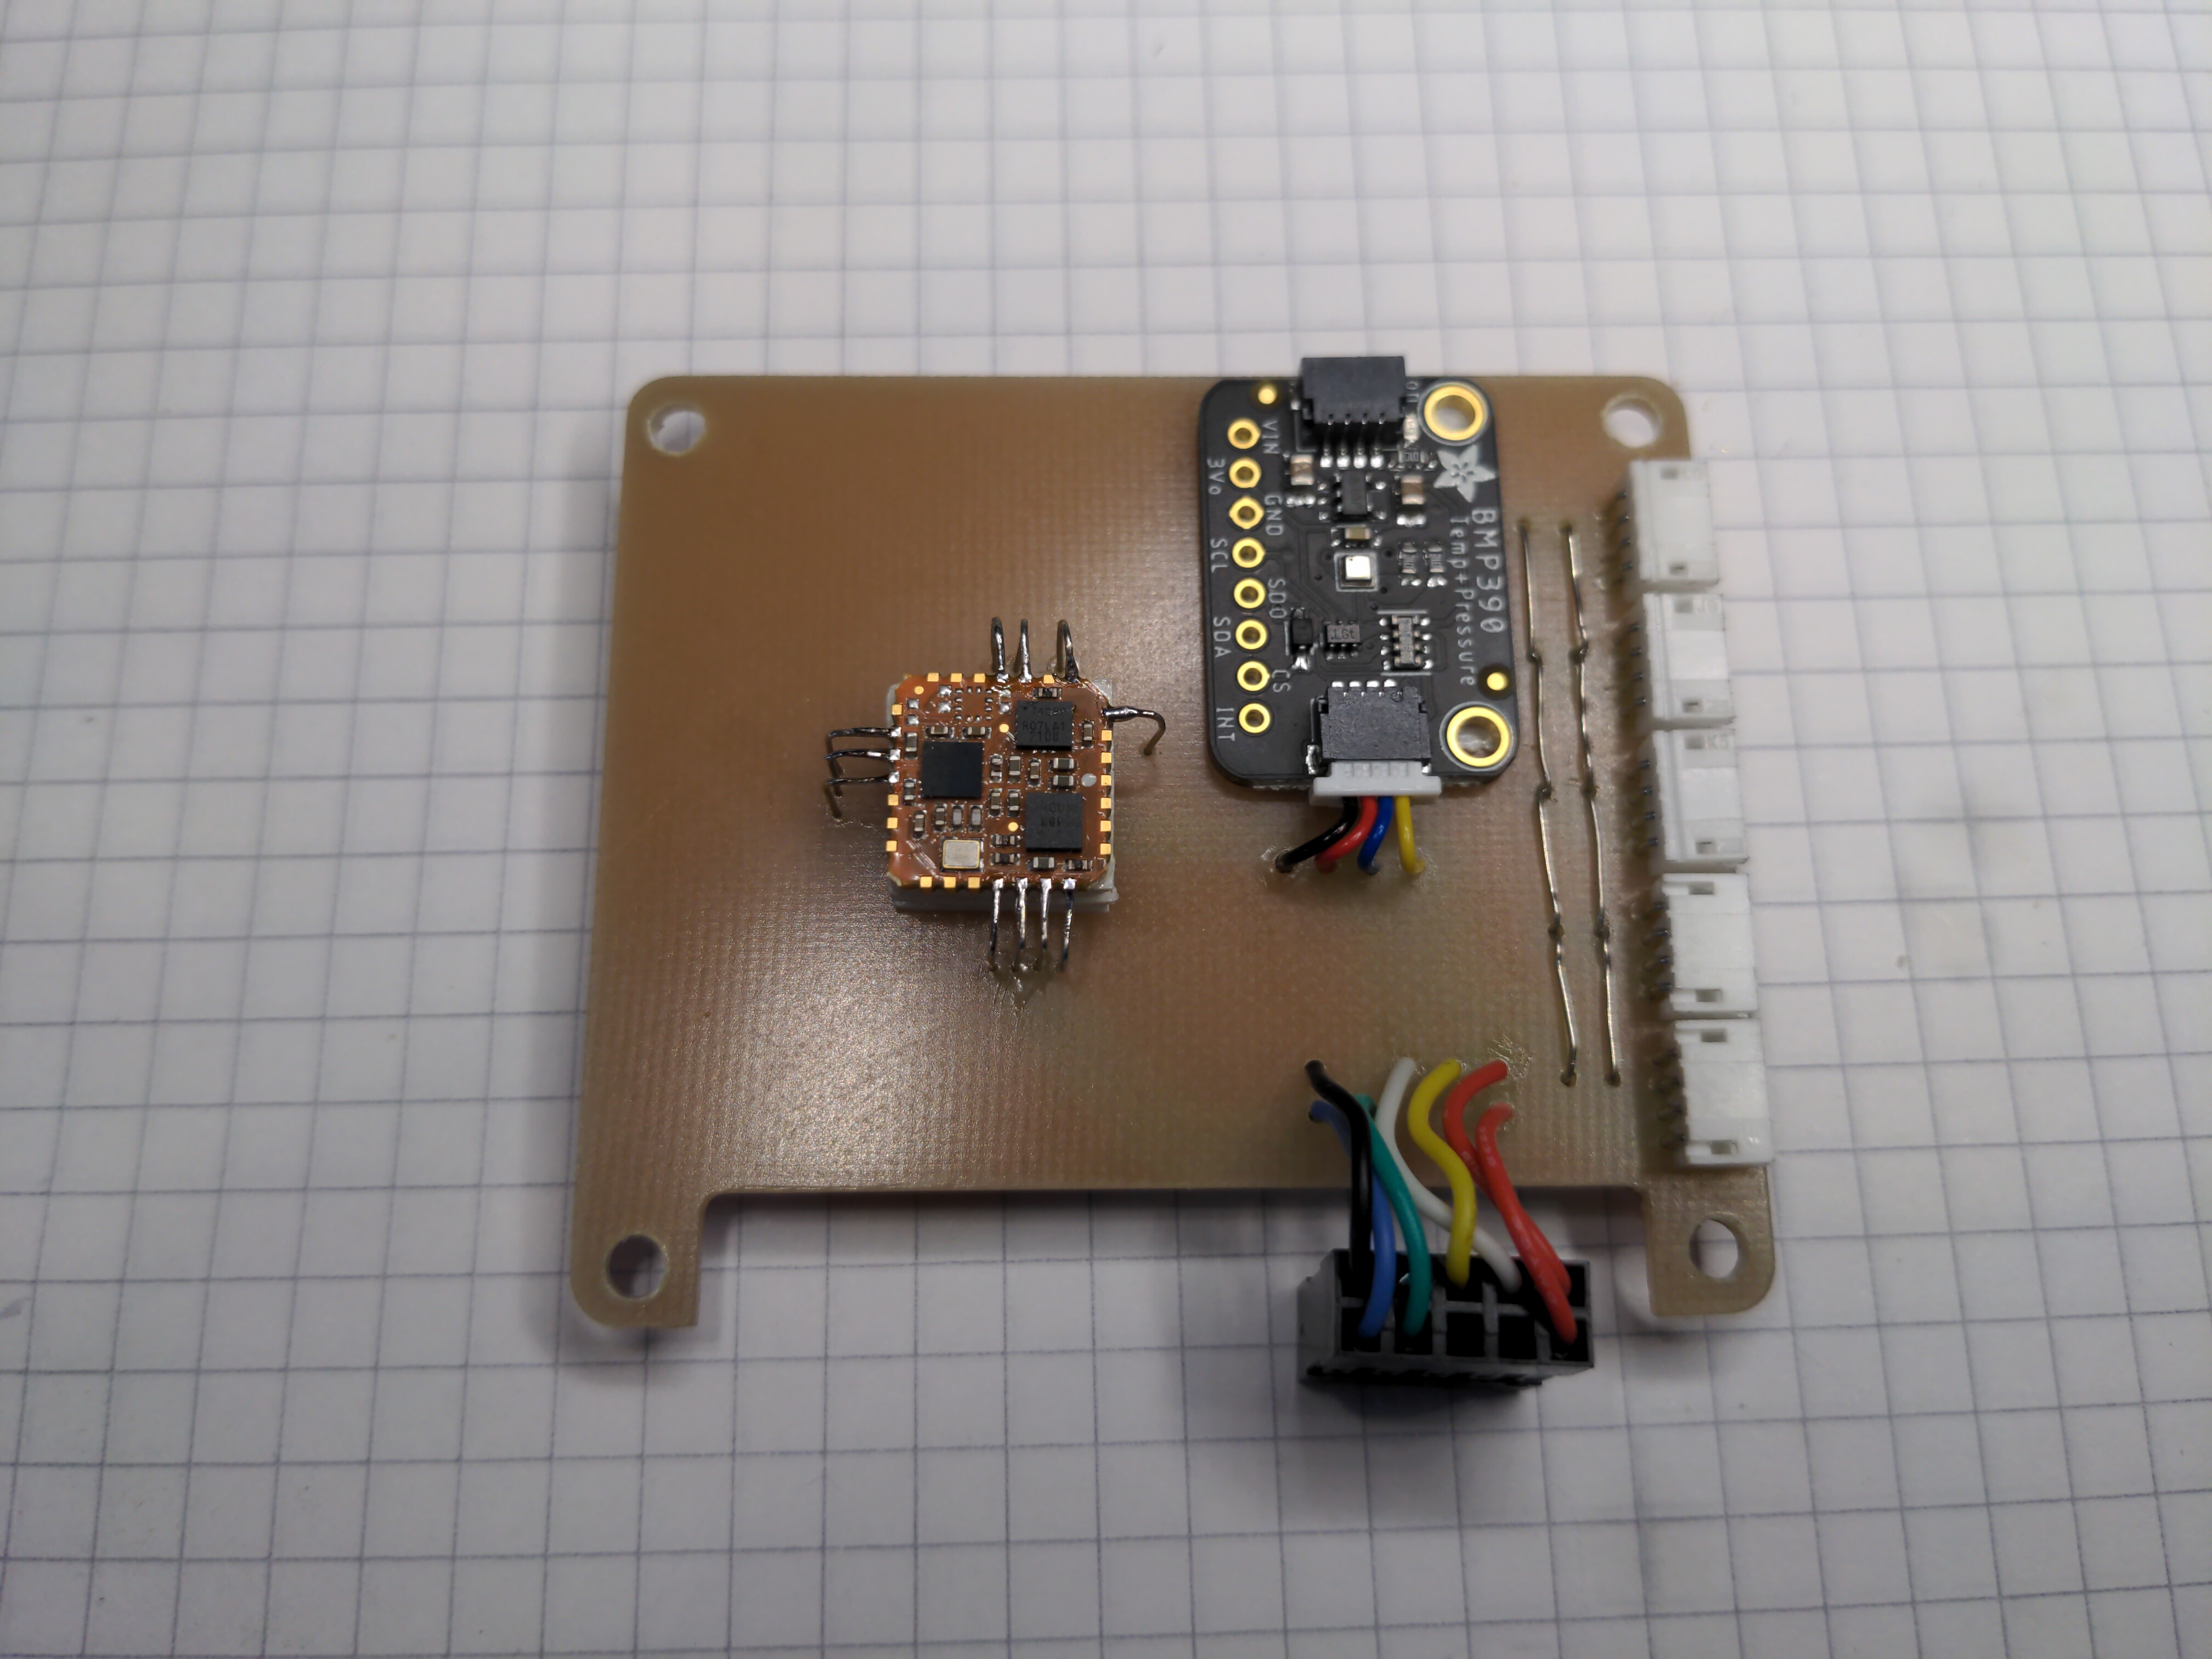 VIN
3Vo
GND
SCL
SDO
SDA
CS
INT
BMP390
Temp+Pressure